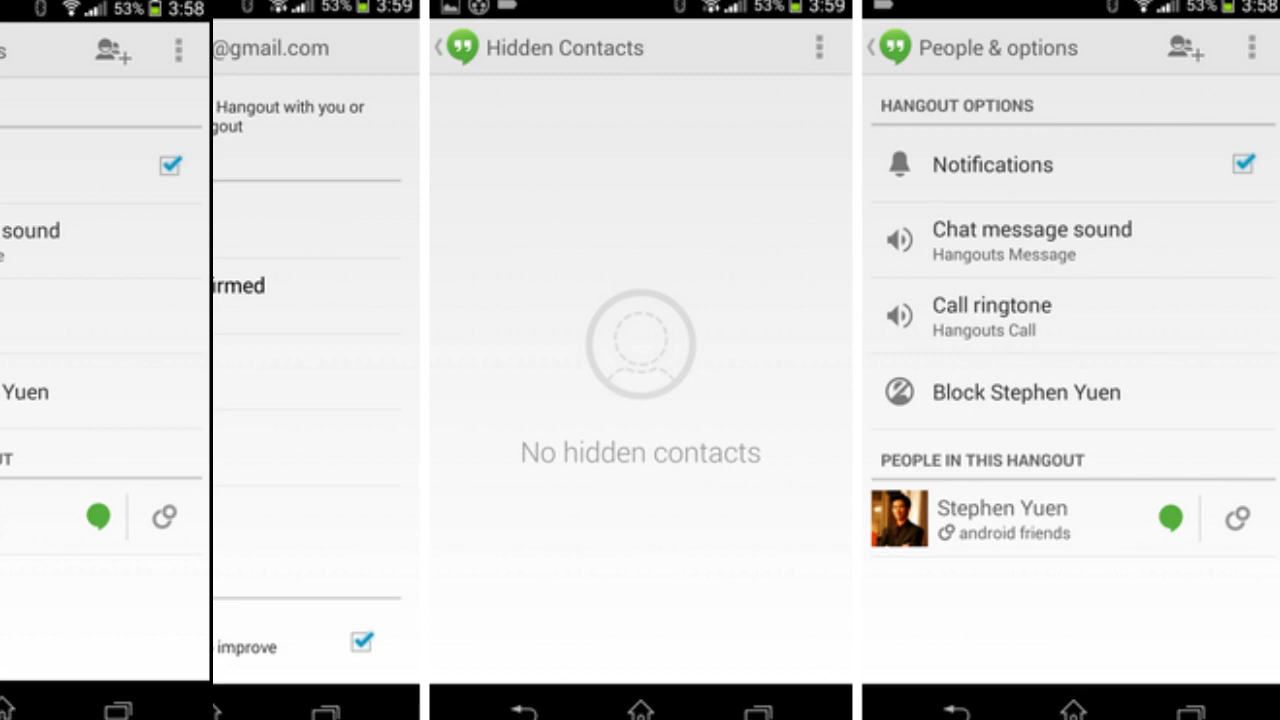 53% 3:58
s
sound
e
Yuen
UT
53% 3:59
@gmail.com
Hangout with you or
gout
irmed
improve
53% 3:59
Hidden Contacts
No hidden contacts
53% 3:58
People & options
HANGOUT OPTIONS
Notifications
Chat message sound
Hangouts Message
Call ringtone
Hangouts Call
Block Stephen Yuen
PEOPLE IN THIS HANGOUT
Stephen Yuen
android friends